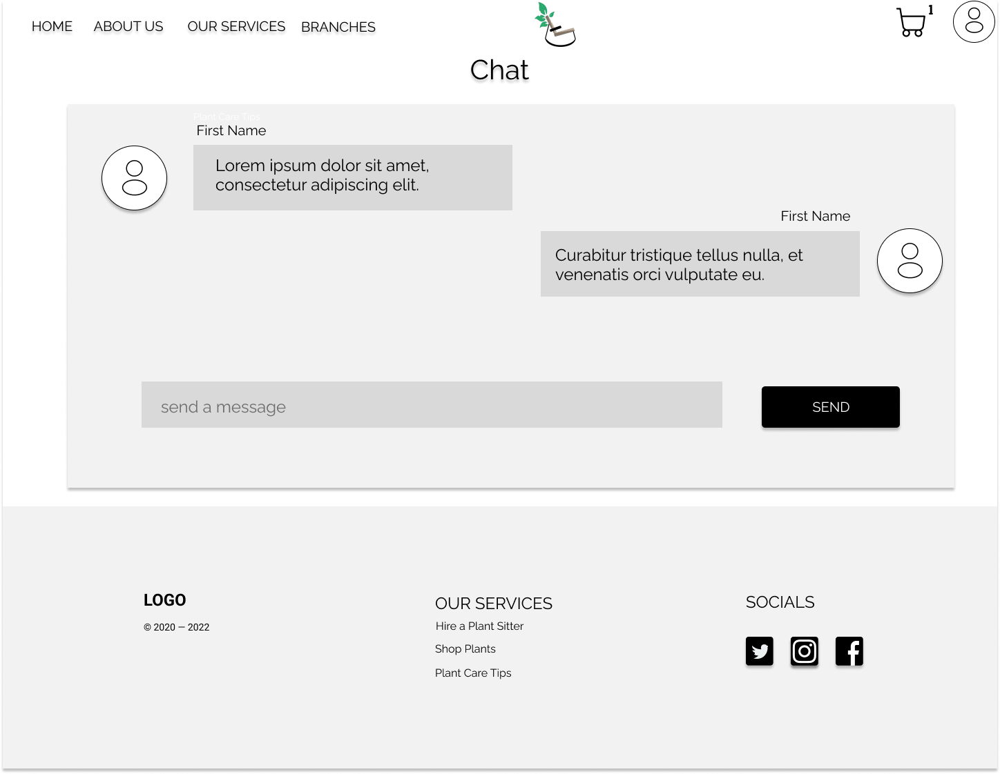 HOME ABOUT US OUR SERVICES BRANCHES
1
Chat
Plant Care Tips
First Name
Lorem ipsum dolor sit amet,
consectetur adipiscing elit.
First Name
Curabitur tristique tellus nulla, et
venenatis orci vulputate eu.
send a message
SEND
LOGO
© 2020 — 2022
OUR SERVICES
Hire a Plant Sitter
Shop Plants
Plant Care Tips
SOCIALS